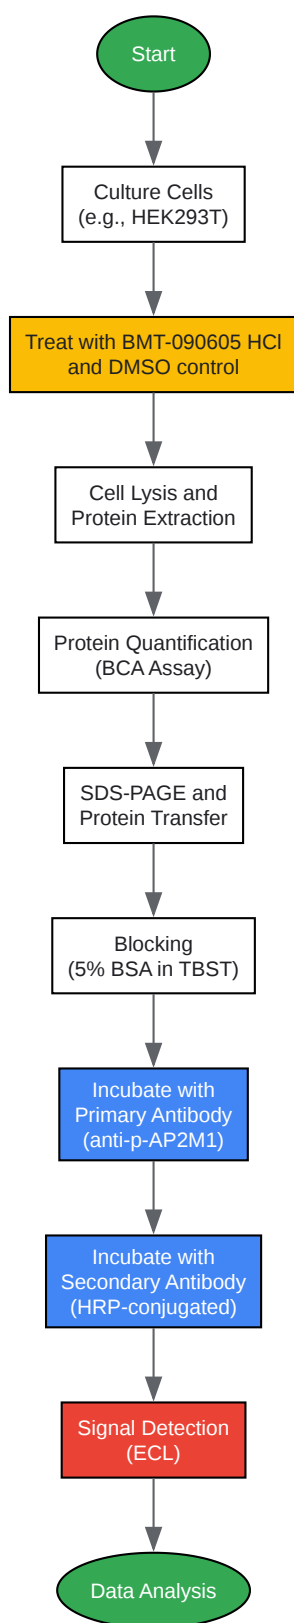 Start
Culture Cells
(e.g., HEK293T)
Treat with BMT-090605 HCl
and DMSO control
Cell Lysis and
Protein Extraction
Protein Quantification
(BCA Assay)
SDS-PAGE and
Protein Transfer
Blocking
(5% BSA in TBST)
Incubate with
Primary Antibody
(anti-p-AP2M1)
Incubate with
Secondary Antibody
(HRP-conjugated)
Signal Detection
(ECL)
Data Analysis